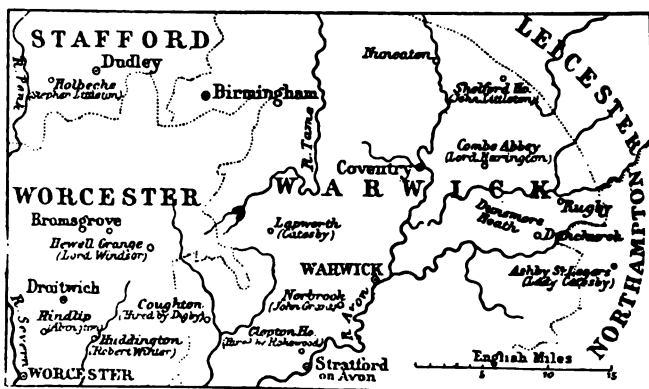 STAFFORD
Dudley
Holbeche
(Stephen Littleton)
Birmingham
Nuneaton
Shelford Ho.
(John Littleton)
LEICESTER
R. Tame
Combe Abbey
(Lord Harington)
Coventry
WARWICK
WORCESTER
Bromsgrove
Hewell Grange
(Lord Windsor)
Lapworth
(Catesby)
Dunsmore
Heath
Rugby
Dunchurch
NORTHAMPTON
WARWICK
Ashby St. Legers
(Lady Catesby)
Droitwich
Hindlip
(Abington)
Huddington
(Robert Winter)
Coughton
(Hired by Digby)
Norbrook
(John Grant)
R. Avon
Clopton Ho.
(Hired by Rokewood)
R. Severn
WORCESTER
Stratford
on Avon
English Miles
5 10 15